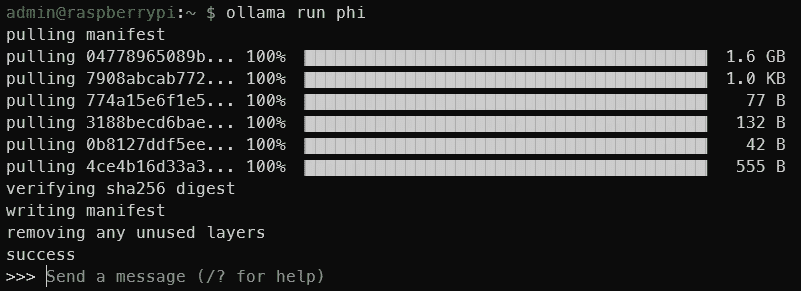 admin@raspberrypi:~ $ ollama run phi
pulling manifest
pulling 04778965089b... 100% 1.6 GB
pulling 7908abcab772... 100% 1.0 KB
pulling 774a15e6f1e5... 100% 77 B
pulling 3188becd6bae... 100% 132 B
pulling 0b8127ddf5ee... 100% 42 B
pulling 4ce4b16d33a3... 100% 555 B
verifying sha256 digest
writing manifest
removing any unused layers
success
>>> Send a message (/? for help)